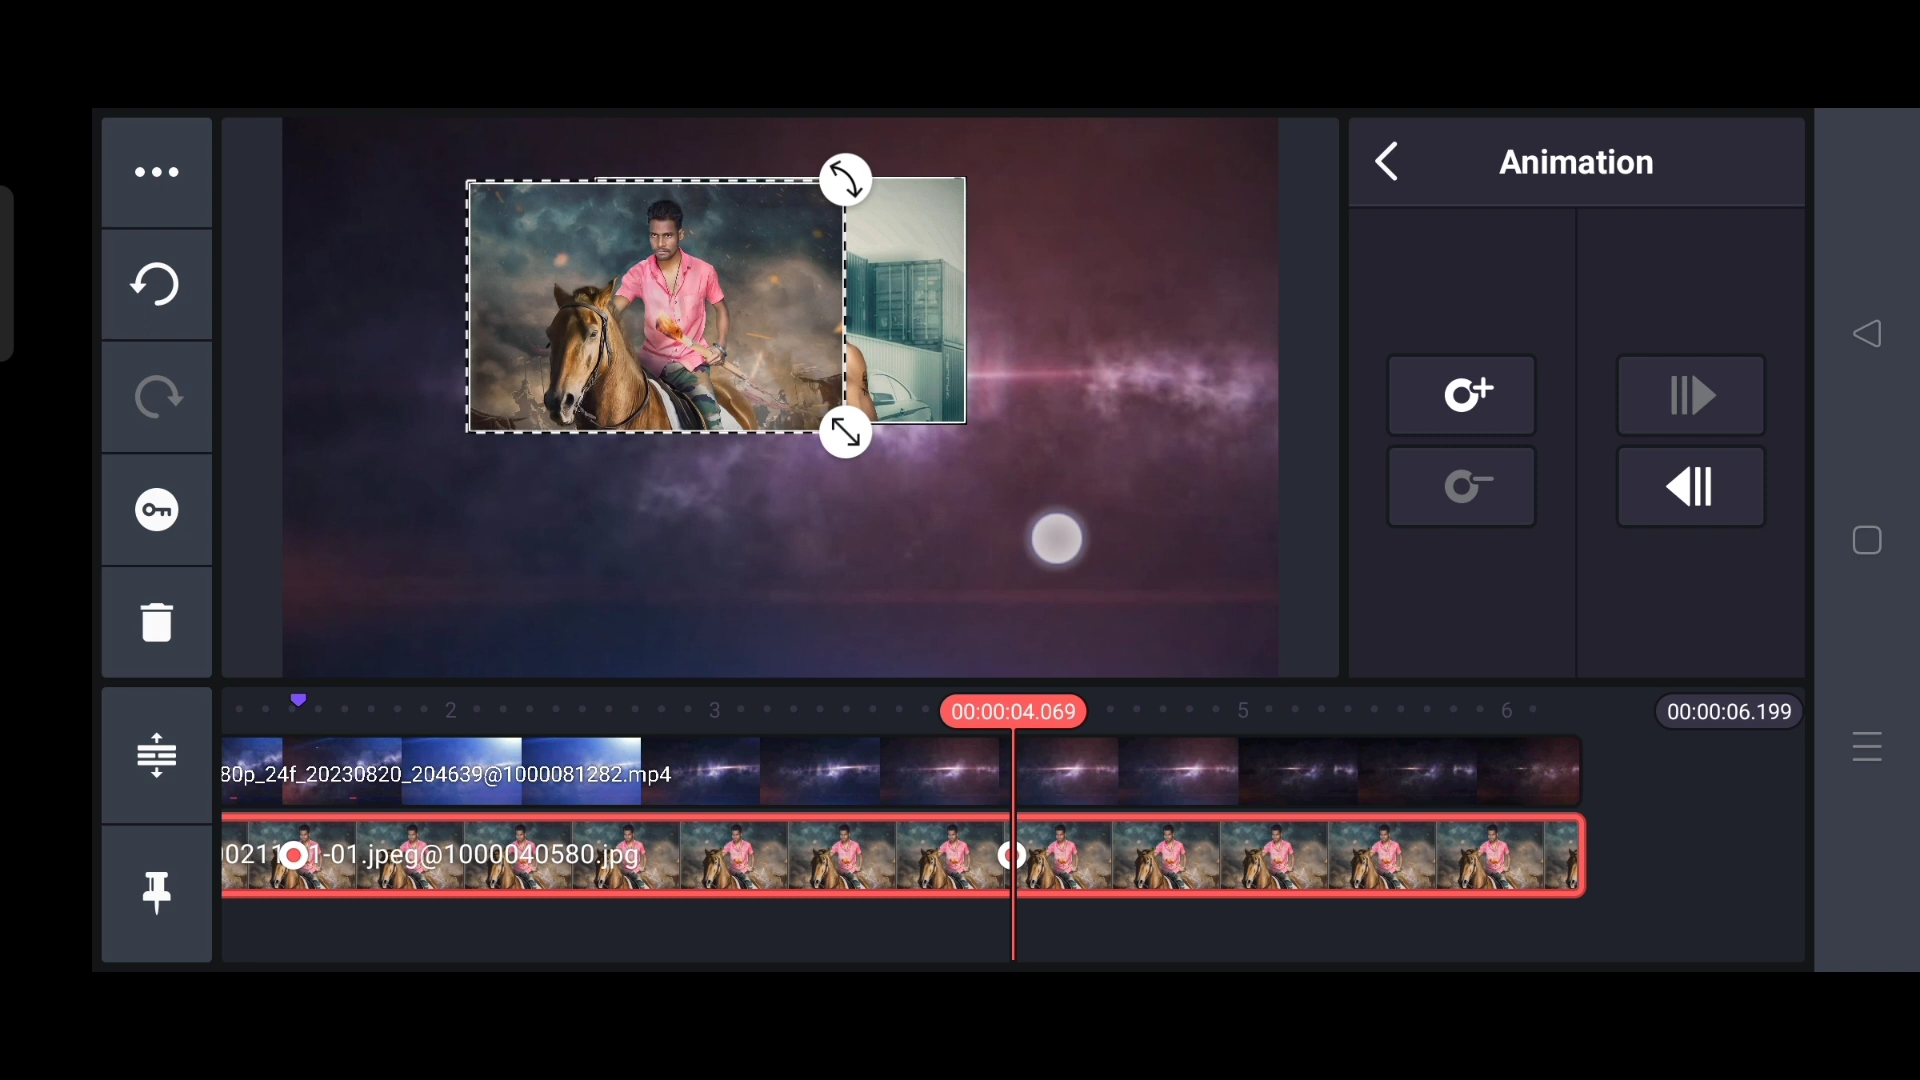 Animation
2
3
00:00:04.069
5
6
00:00:06.199
80p_24f_20230820_204639@1000081282.mp4
1-01.jpeg@1000040580.jpg